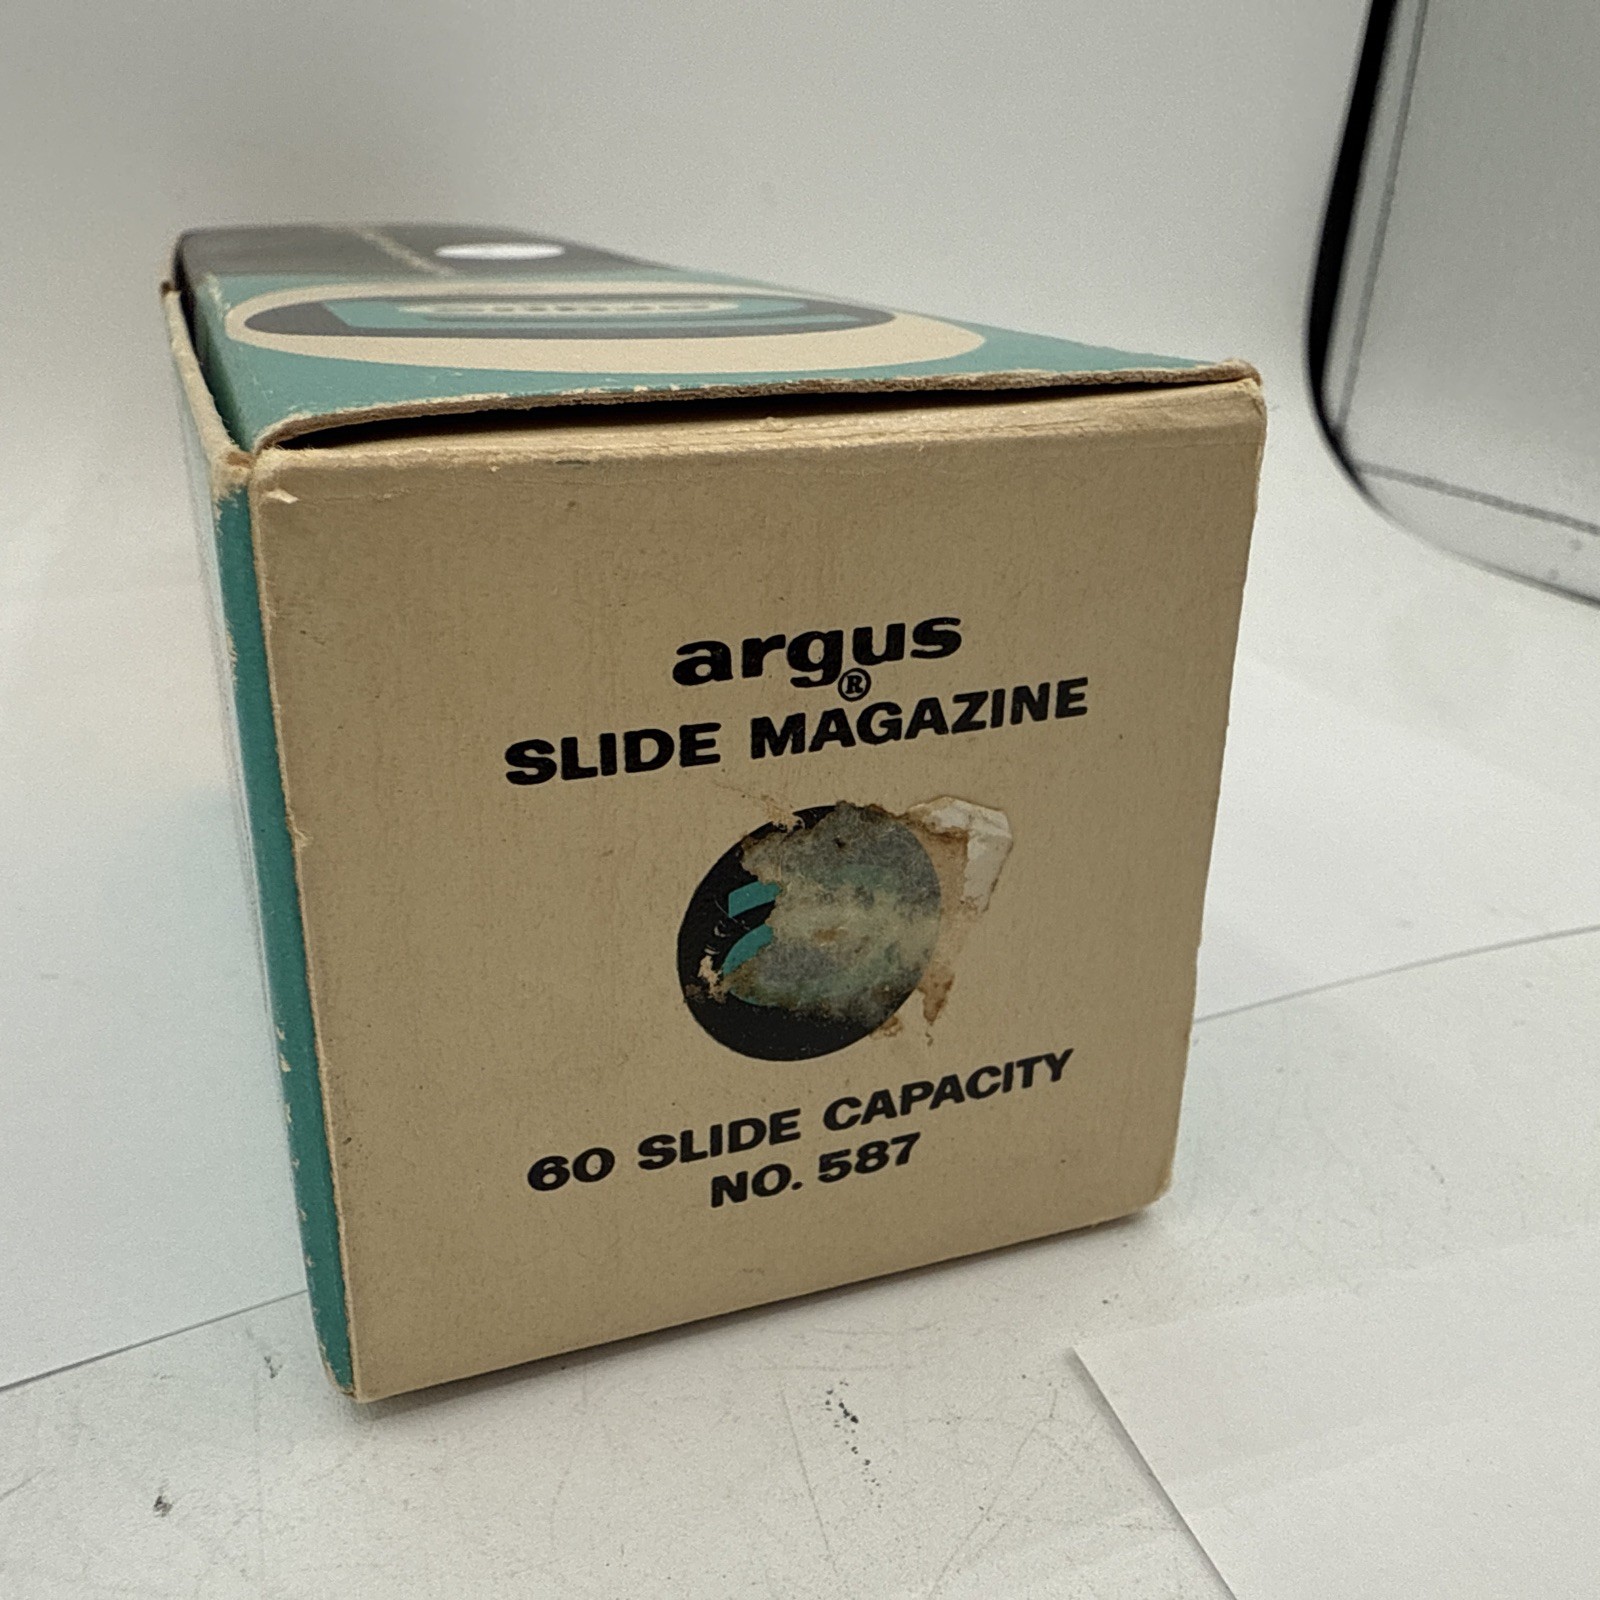 argus
®
SLIDE MAGAZINE
60 SLIDE CAPACITY
NO. 587